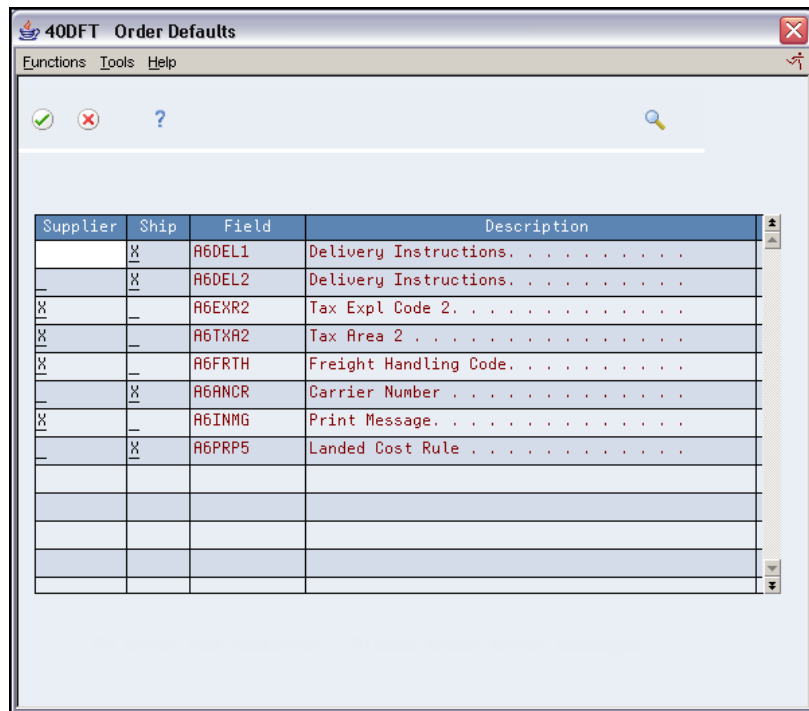 40DFT Order Defaults
Functions Tools Help
?
Supplier Ship Field Description
X A6DEL1 Delivery Instructions. . . . . . . . . .
_ X A6DEL2 Delivery Instructions. . . . . . . . . .
X _ A6EXR2 Tax Expl Code 2. . . . . . . . . . . . .
X _ A6TXA2 Tax Area 2 . . . . . . . . . . . . . . .
X _ A6FRTH Freight Handling Code. . . . . . . . . .
_ X A6ANCR Carrier Number . . . . . . . . . . . . .
X _ A6INMG Print Message. . . . . . . . . . . . . .
_ X A6PRP5 Landed Cost Rule . . . . . . . . . . . .